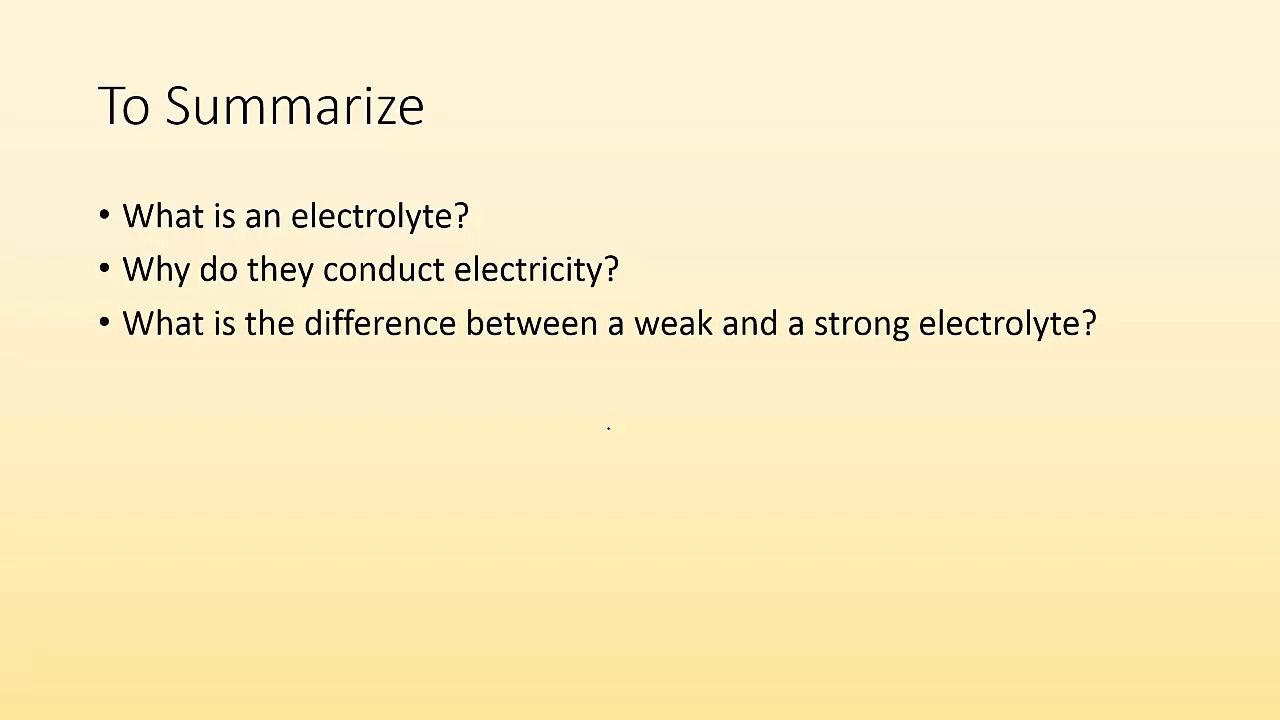 To Summarize
• What is an electrolyte?
• Why do they conduct electricity?
• What is the difference between a weak and a strong electrolyte?